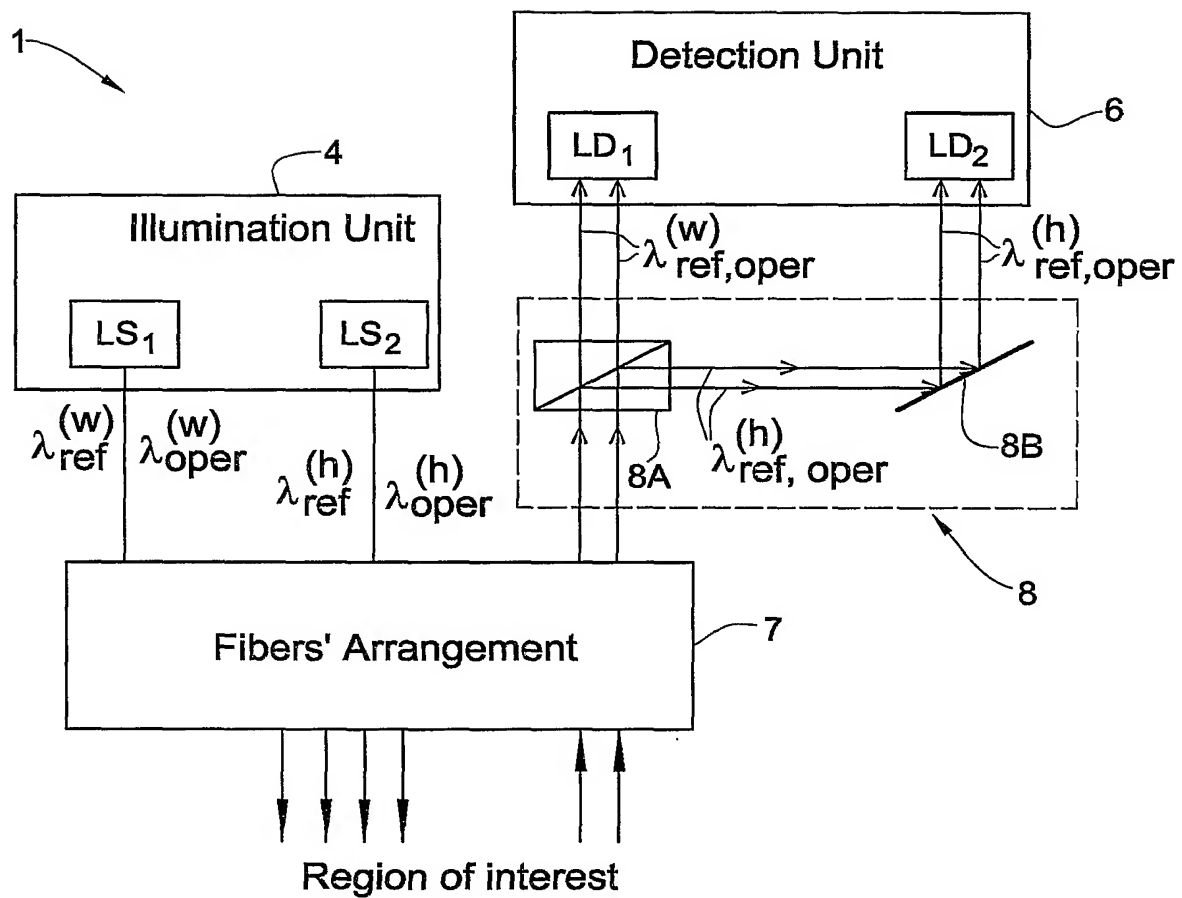 1
Detection Unit
6
LD1
LD2
4
Illumination Unit
LS1
LS2
λ(w)ref,oper
λ(h)ref,oper
λ(w)ref
λ(w)oper
λ(h)ref
λ(h)oper
8A
λ(h)ref, oper
8B
8
Fibers' Arrangement
7
Region of interest